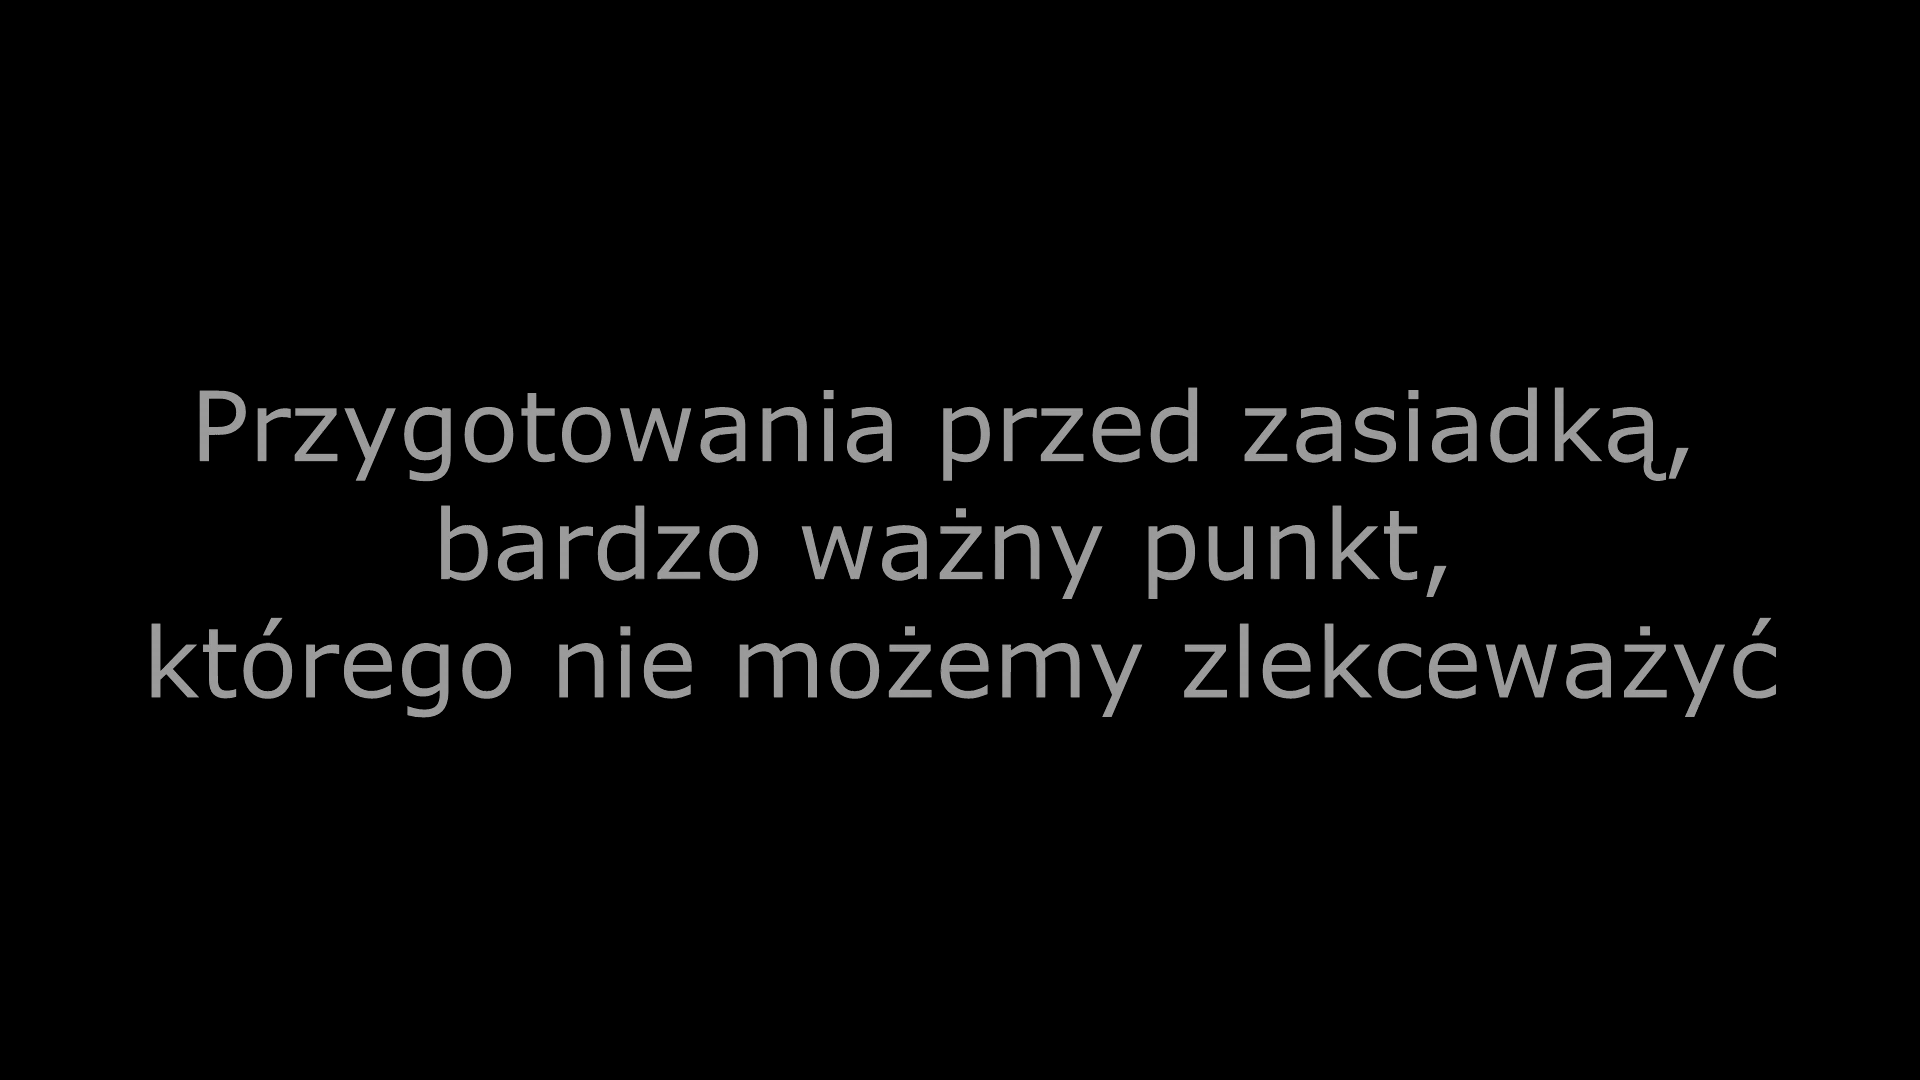 Przygotowania przed zasiadką,
bardzo ważny punkt,
którego nie możemy zlekceważyć